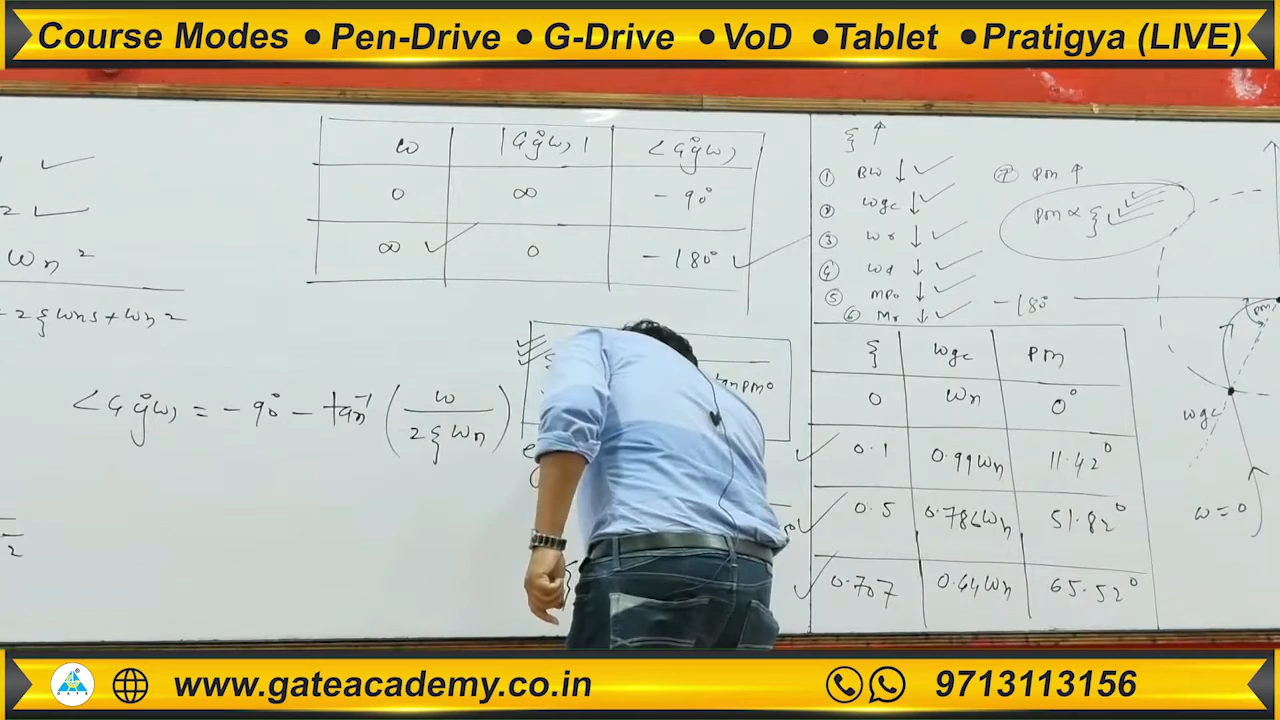 Course Modes • Pen-Drive • G-Drive • VoD • Tablet • Pratigya (LIVE)
ω | |G(jω)| | ∠G(jω)
0 | ∞ | -90°
∞ ✓ | 0 | -180° ✓
ωn²
2ξωns + ωn²
∠G(jω) = -90° - tan⁻¹(ω / 2ξωn)
tan PM°
ξ ↑
① BW ↓ ✓
② ωgc ↓ ✓
③ ωr ↓ ✓
④ ωd ↓ ✓
⑤ MPo ↓ ✓
⑥ Mr ↓ ✓
⑦ PM ↑
PM ∝ ξ
-180°
PM
ωgc
ω = 0
ξ | ωgc | PM
0 | ωn | 0°
0.1 | 0.99ωn | 11.42°
0.5 | 0.786ωn | 51.82°
0.707 | 0.64ωn | 65.52°
www.gateacademy.co.in
9713113156